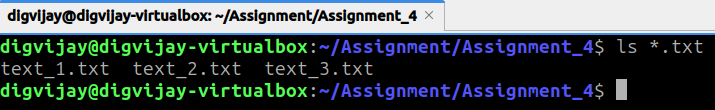 digvijay@digvijay-virtualbox: ~/Assignment/Assignment_4 ×
digvijay@digvijay-virtualbox:~/Assignment/Assignment_4$ ls *.txt
text_1.txt  text_2.txt  text_3.txt
digvijay@digvijay-virtualbox:~/Assignment/Assignment_4$